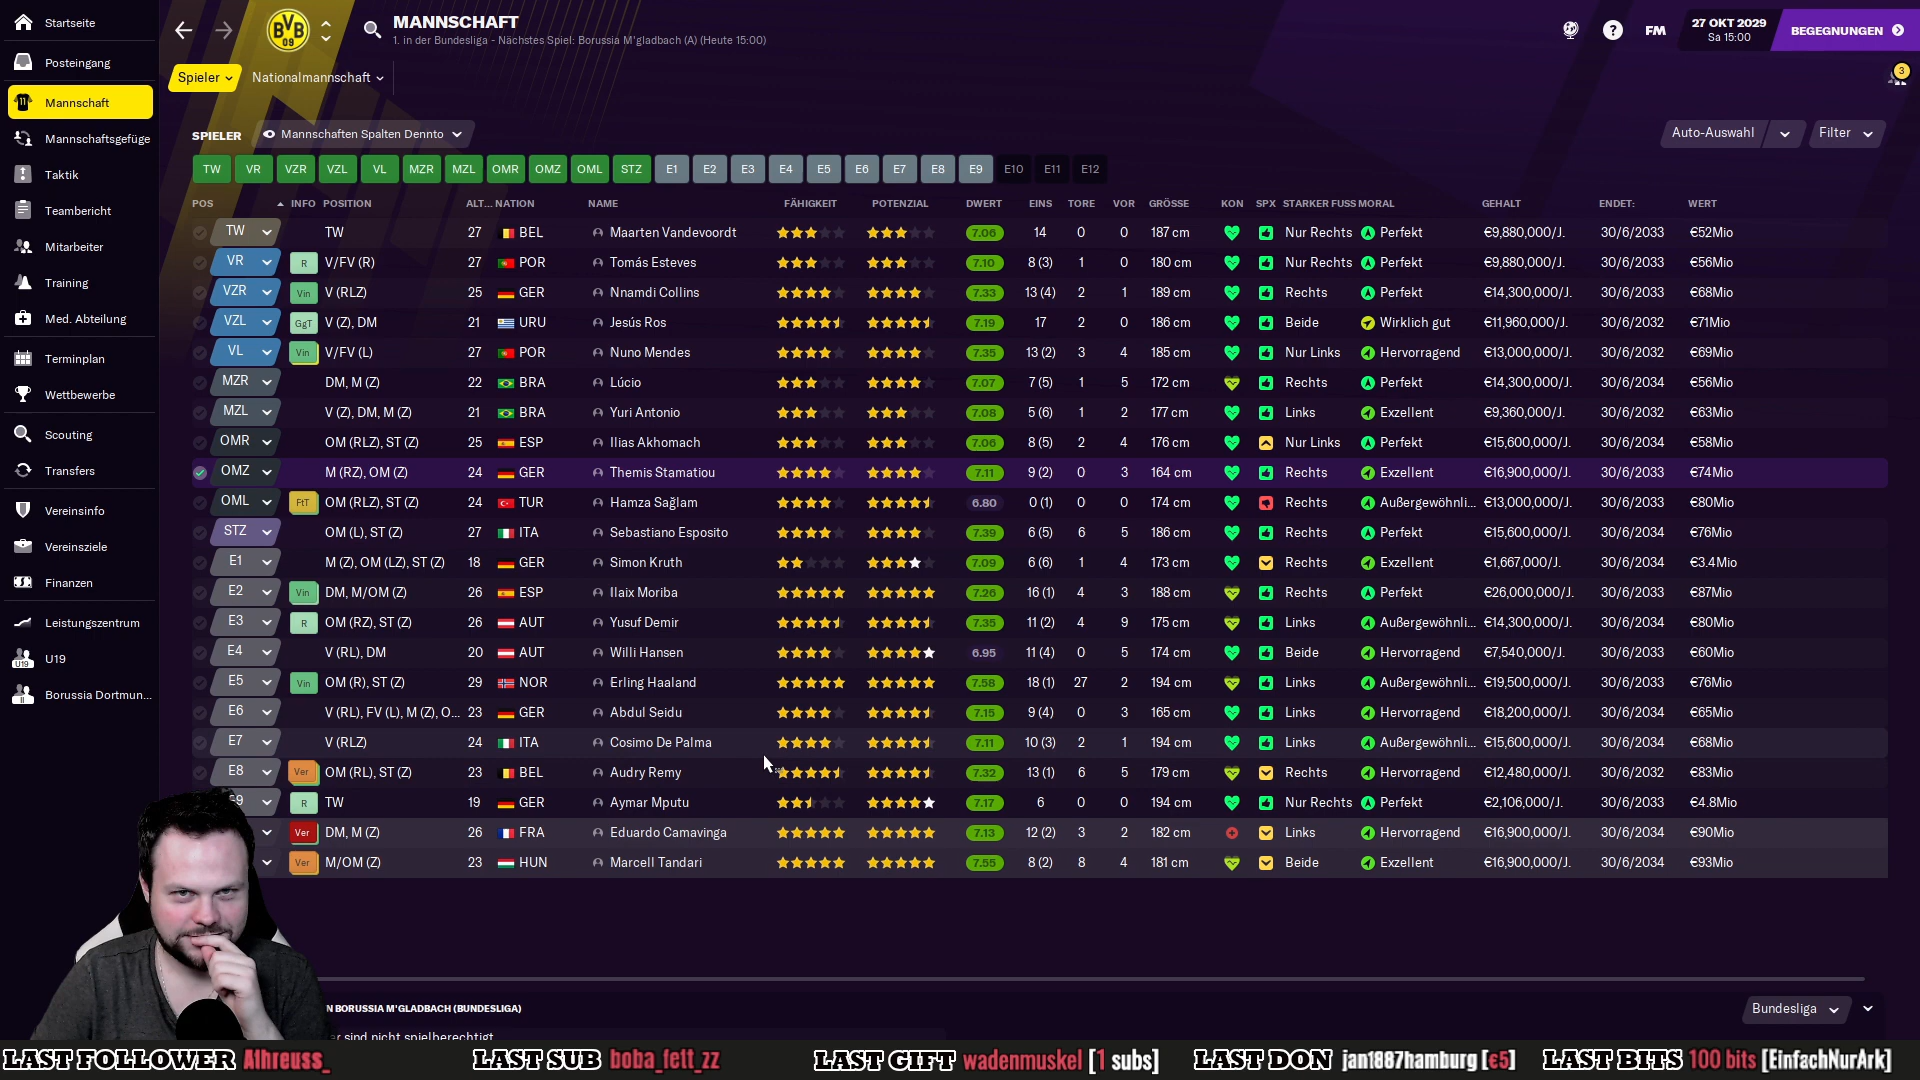 Startseite
Posteingang
Mannschaft
Mannschaftsgefüge
Taktik
Teambericht
Mitarbeiter
Training
Med. Abteilung
Terminplan
Wettbewerbe
Scouting
Transfers
Vereinsinfo
Vereinsziele
Finanzen
Leistungszentrum
U19
Borussia Dortmun...
MANNSCHAFT
1. in der Bundesliga - Nächstes Spiel: Borussia M'gladbach (A) (Heute 15:00)
FM
27 OKT 2029
Sa 15:00
BEGEGNUNGEN
3
Spieler Nationalmannschaft
SPIELER Mannschaften Spalten Dennto
Auto-Auswahl Filter
TW VR VZR VZL VL MZR MZL OMR OMZ OML STZ E1 E2 E3 E4 E5 E6 E7 E8 E9 E10 E11 E12
POS INFO POSITION ALT... NATION NAME FÄHIGKEIT POTENZIAL DWERT EINS TORE VOR GRÖSSE KON SPX STARKER FUSS MORAL GEHALT ENDET: WERT
TW TW 27 BEL Maarten Vandevoordt 7.06 14 0 0 187 cm Nur Rechts Perfekt €9,880,000/J. 30/6/2033 €52Mio
VR R V/FV (R) 27 POR Tomás Esteves 7.10 8 (3) 1 0 180 cm Nur Rechts Perfekt €9,880,000/J. 30/6/2033 €56Mio
VZR Vin V (RLZ) 25 GER Nnamdi Collins 7.33 13 (4) 2 1 189 cm Rechts Perfekt €14,300,000/J. 30/6/2033 €68Mio
VZL GgT V (Z), DM 21 URU Jesús Ros 7.19 17 2 0 186 cm Beide Wirklich gut €11,960,000/J. 30/6/2032 €71Mio
VL Vin V/FV (L) 27 POR Nuno Mendes 7.35 13 (2) 3 4 185 cm Nur Links Hervorragend €13,000,000/J. 30/6/2032 €69Mio
MZR DM, M (Z) 22 BRA Lúcio 7.07 7 (5) 1 5 172 cm Rechts Perfekt €14,300,000/J. 30/6/2034 €56Mio
MZL V (Z), DM, M (Z) 21 BRA Yuri Antonio 7.08 5 (6) 1 2 177 cm Links Exzellent €9,360,000/J. 30/6/2032 €63Mio
OMR OM (RLZ), ST (Z) 25 ESP Ilias Akhomach 7.06 8 (5) 2 4 176 cm Nur Links Perfekt €15,600,000/J. 30/6/2034 €58Mio
OMZ M (RZ), OM (Z) 24 GER Themis Stamatiou 7.11 9 (2) 0 3 164 cm Rechts Exzellent €16,900,000/J. 30/6/2033 €74Mio
OML FtT OM (RLZ), ST (Z) 24 TUR Hamza Sağlam 6.80 0 (1) 0 0 174 cm Rechts Außergewöhnli... €13,000,000/J. 30/6/2034 €80Mio
STZ OM (L), ST (Z) 27 ITA Sebastiano Esposito 7.39 6 (5) 6 5 186 cm Rechts Perfekt €15,600,000/J. 30/6/2034 €76Mio
E1 M (Z), OM (LZ), ST (Z) 18 GER Simon Kruth 7.09 6 (6) 1 4 173 cm Rechts Exzellent €1,667,000/J. 30/6/2034 €3.4Mio
E2 Vin DM, M/OM (Z) 26 ESP Ilaix Moriba 7.26 16 (1) 4 3 188 cm Rechts Perfekt €26,000,000/J. 30/6/2033 €87Mio
E3 R OM (RZ), ST (Z) 26 AUT Yusuf Demir 7.35 11 (2) 4 9 175 cm Links Außergewöhnli... €14,300,000/J. 30/6/2034 €80Mio
E4 V (RL), DM 20 AUT Willi Hansen 6.95 11 (4) 0 5 174 cm Beide Hervorragend €7,540,000/J. 30/6/2033 €60Mio
E5 Vin OM (R), ST (Z) 29 NOR Erling Haaland 7.58 18 (1) 27 2 194 cm Links Außergewöhnli... €19,500,000/J. 30/6/2033 €76Mio
E6 V (RL), FV (L), M (Z), O... 23 GER Abdul Seidu 7.15 9 (4) 0 3 165 cm Links Hervorragend €18,200,000/J. 30/6/2034 €65Mio
E7 V (RLZ) 24 ITA Cosimo De Palma 7.11 10 (3) 2 1 194 cm Links Außergewöhnli... €15,600,000/J. 30/6/2034 €68Mio
E8 Ver OM (RL), ST (Z) 23 BEL Audry Remy 7.32 13 (1) 6 5 179 cm Rechts Hervorragend €12,480,000/J. 30/6/2032 €83Mio
R TW 19 GER Aymar Mputu 7.17 6 0 0 194 cm Nur Rechts Perfekt €2,106,000/J. 30/6/2033 €4.8Mio
Ver DM, M (Z) 26 FRA Eduardo Camavinga 7.13 12 (2) 3 2 182 cm Links Hervorragend €16,900,000/J. 30/6/2034 €90Mio
Ver M/OM (Z) 23 HUN Marcell Tandari 7.55 8 (2) 8 4 181 cm Beide Exzellent €16,900,000/J. 30/6/2034 €93Mio
N BORUSSIA M'GLADBACH (BUNDESLIGA)
Bundesliga
er sind nicht spielberechtigt
LAST FOLLOWER Aihreuss_ LAST SUB boba_fett_zz LAST GIFT wadenmuskel [1 subs] LAST DON jan1887hamburg [€5] LAST BITS 100 bits [EinfachNurArk]